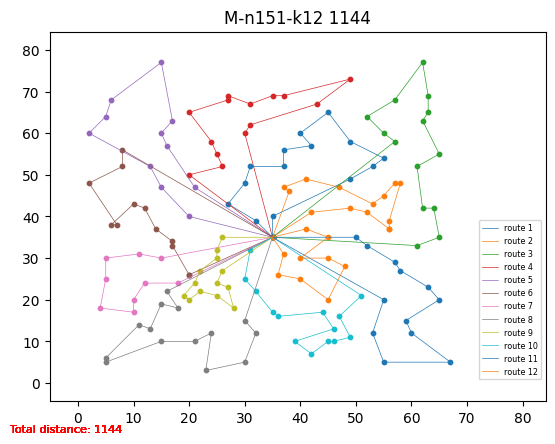 M-n151-k12 1144
80
70
60
50
40
30
20
10
0
0 10 20 30 40 50 60 70 80
route 1
route 2
route 3
route 4
route 5
route 6
route 7
route 8
route 9
route 10
route 11
route 12
Total distance: 1144